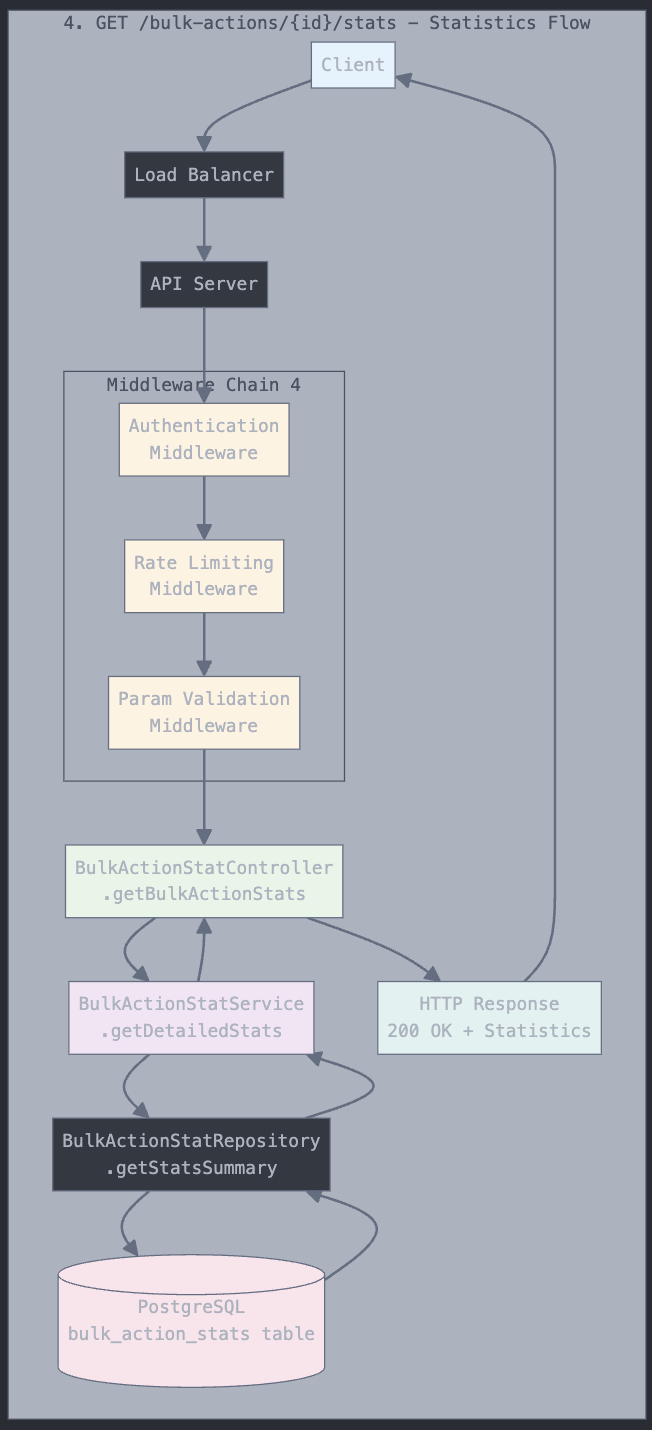 4. GET /bulk-actions/{id}/stats - Statistics Flow
Client
Load Balancer
API Server
Middleware Chain 4
Authentication
Middleware
Rate Limiting
Middleware
Param Validation
Middleware
BulkActionStatController
.getBulkActionStats
BulkActionStatService
.getDetailedStats
HTTP Response
200 OK + Statistics
BulkActionStatRepository
.getStatsSummary
PostgreSQL
bulk_action_stats table